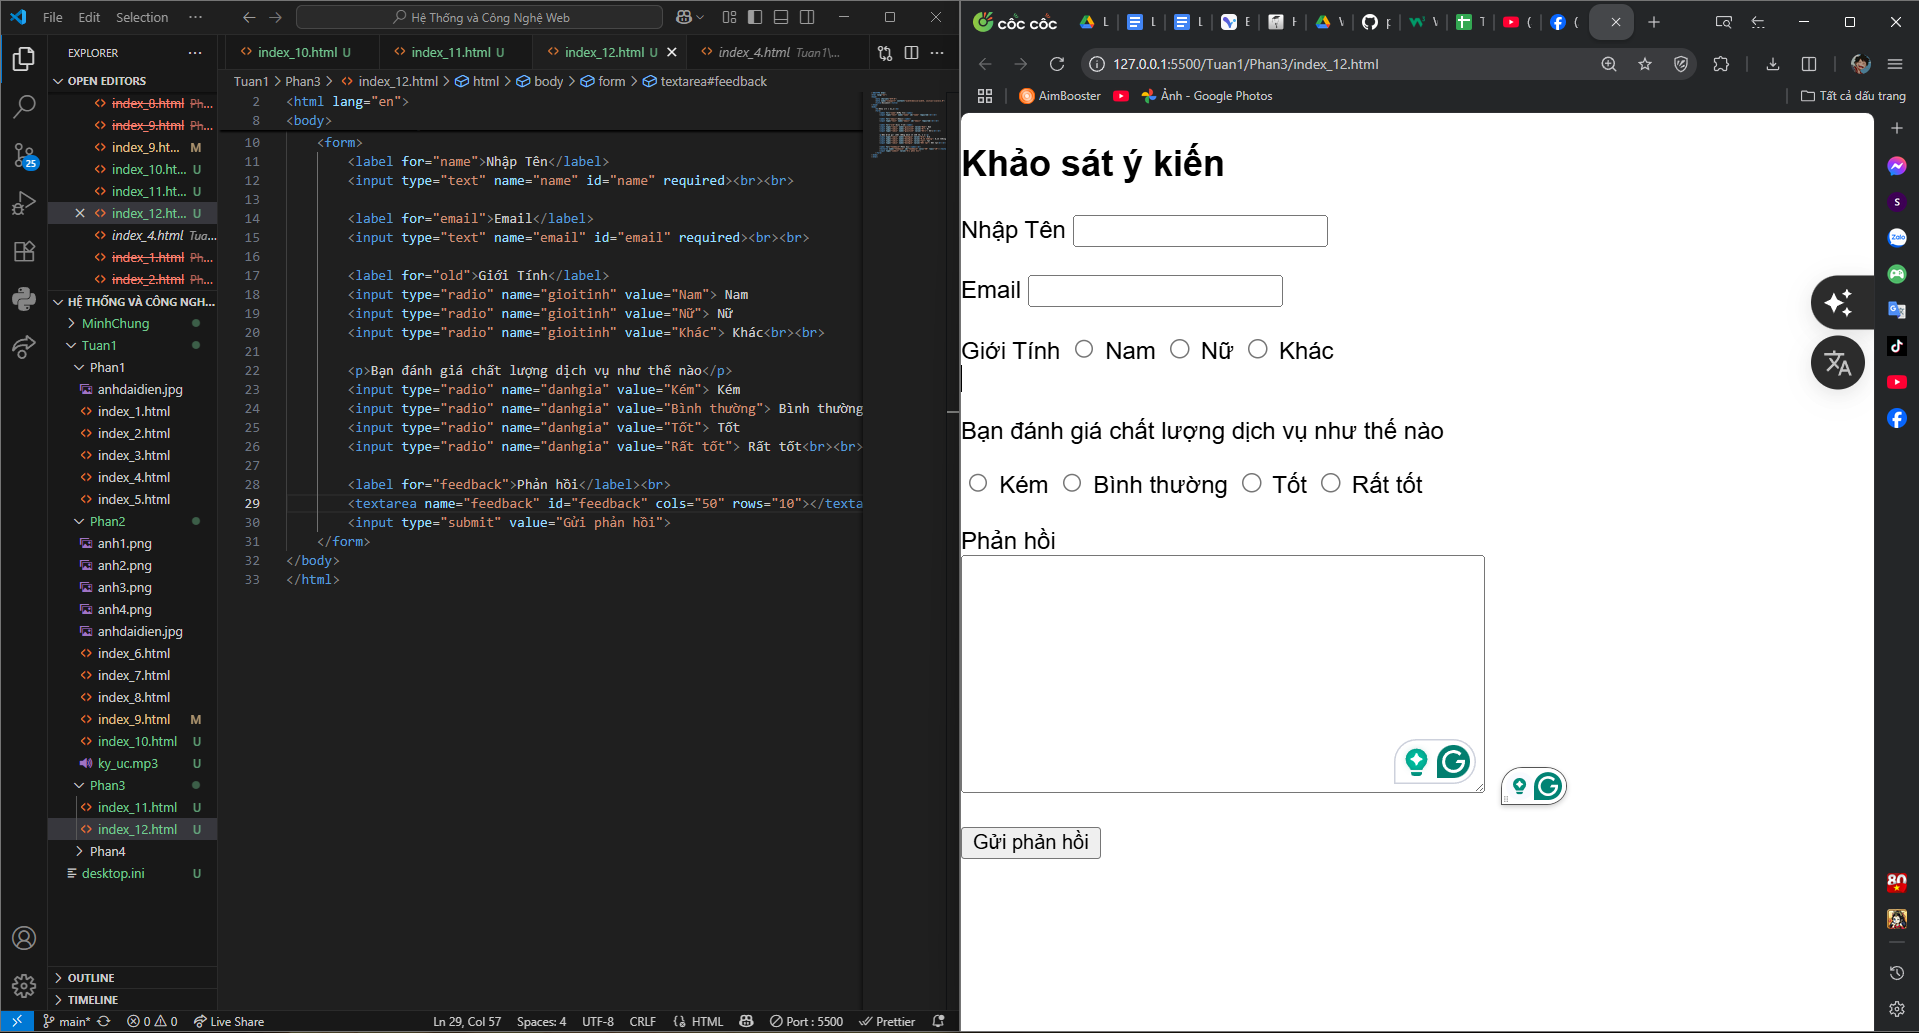 File Edit Selection ··· Hệ Thống và Công Nghệ Web
EXPLORER
OPEN EDITORS
index_8.html Ph...
index_9.html Ph...
index_9.ht... M
index_10.ht... U
index_11.ht... U
index_12.ht... U
index_4.html Tua...
index_1.html Ph...
index_2.html Ph...
HỆ THỐNG VÀ CÔNG NGH...
MinhChung
Tuan1
Phan1
anhdaidien.jpg
index_1.html
index_2.html
index_3.html
index_4.html
index_5.html
Phan2
anh1.png
anh2.png
anh3.png
anh4.png
anhdaidien.jpg
index_6.html
index_7.html
index_8.html
index_9.html M
index_10.html U
ky_uc.mp3 U
Phan3
index_11.html U
index_12.html U
Phan4
desktop.ini U
OUTLINE
TIMELINE
25
index_10.html U index_11.html U index_12.html U index_4.html Tuan1\...
Tuan1 > Phan3 > index_12.html > html > body > form > textarea#feedback
2 <html lang="en">
8 <body>
10 <form>
11 <label for="name">Nhập Tên</label>
12 <input type="text" name="name" id="name" required><br><br>
13
14 <label for="email">Email</label>
15 <input type="text" name="email" id="email" required><br><br>
16
17 <label for="old">Giới Tính</label>
18 <input type="radio" name="gioitinh" value="Nam"> Nam
19 <input type="radio" name="gioitinh" value="Nữ"> Nữ
20 <input type="radio" name="gioitinh" value="Khác"> Khác<br><br>
21
22 <p>Bạn đánh giá chất lượng dịch vụ như thế nào</p>
23 <input type="radio" name="danhgia" value="Kém"> Kém
24 <input type="radio" name="danhgia" value="Bình thường"> Bình thường
25 <input type="radio" name="danhgia" value="Tốt"> Tốt
26 <input type="radio" name="danhgia" value="Rất tốt"> Rất tốt<br><br>
27
28 <label for="feedback">Phản hồi</label><br>
29 <textarea name="feedback" id="feedback" cols="50" rows="10"></texta
30 <input type="submit" value="Gửi phản hồi">
31 </form>
32 </body>
33 </html>
main* 0 0 Live Share Ln 29, Col 57 Spaces: 4 UTF-8 CRLF HTML Port : 5500 Prettier
cốc cốc
127.0.0.1:5500/Tuan1/Phan3/index_12.html
AimBooster Ảnh - Google Photos Tất cả dấu trang
Khảo sát ý kiến
Nhập Tên
Email
Giới Tính Nam Nữ Khác
Bạn đánh giá chất lượng dịch vụ như thế nào
Kém Bình thường Tốt Rất tốt
Phản hồi
Gửi phản hồi
S
Zalo
80